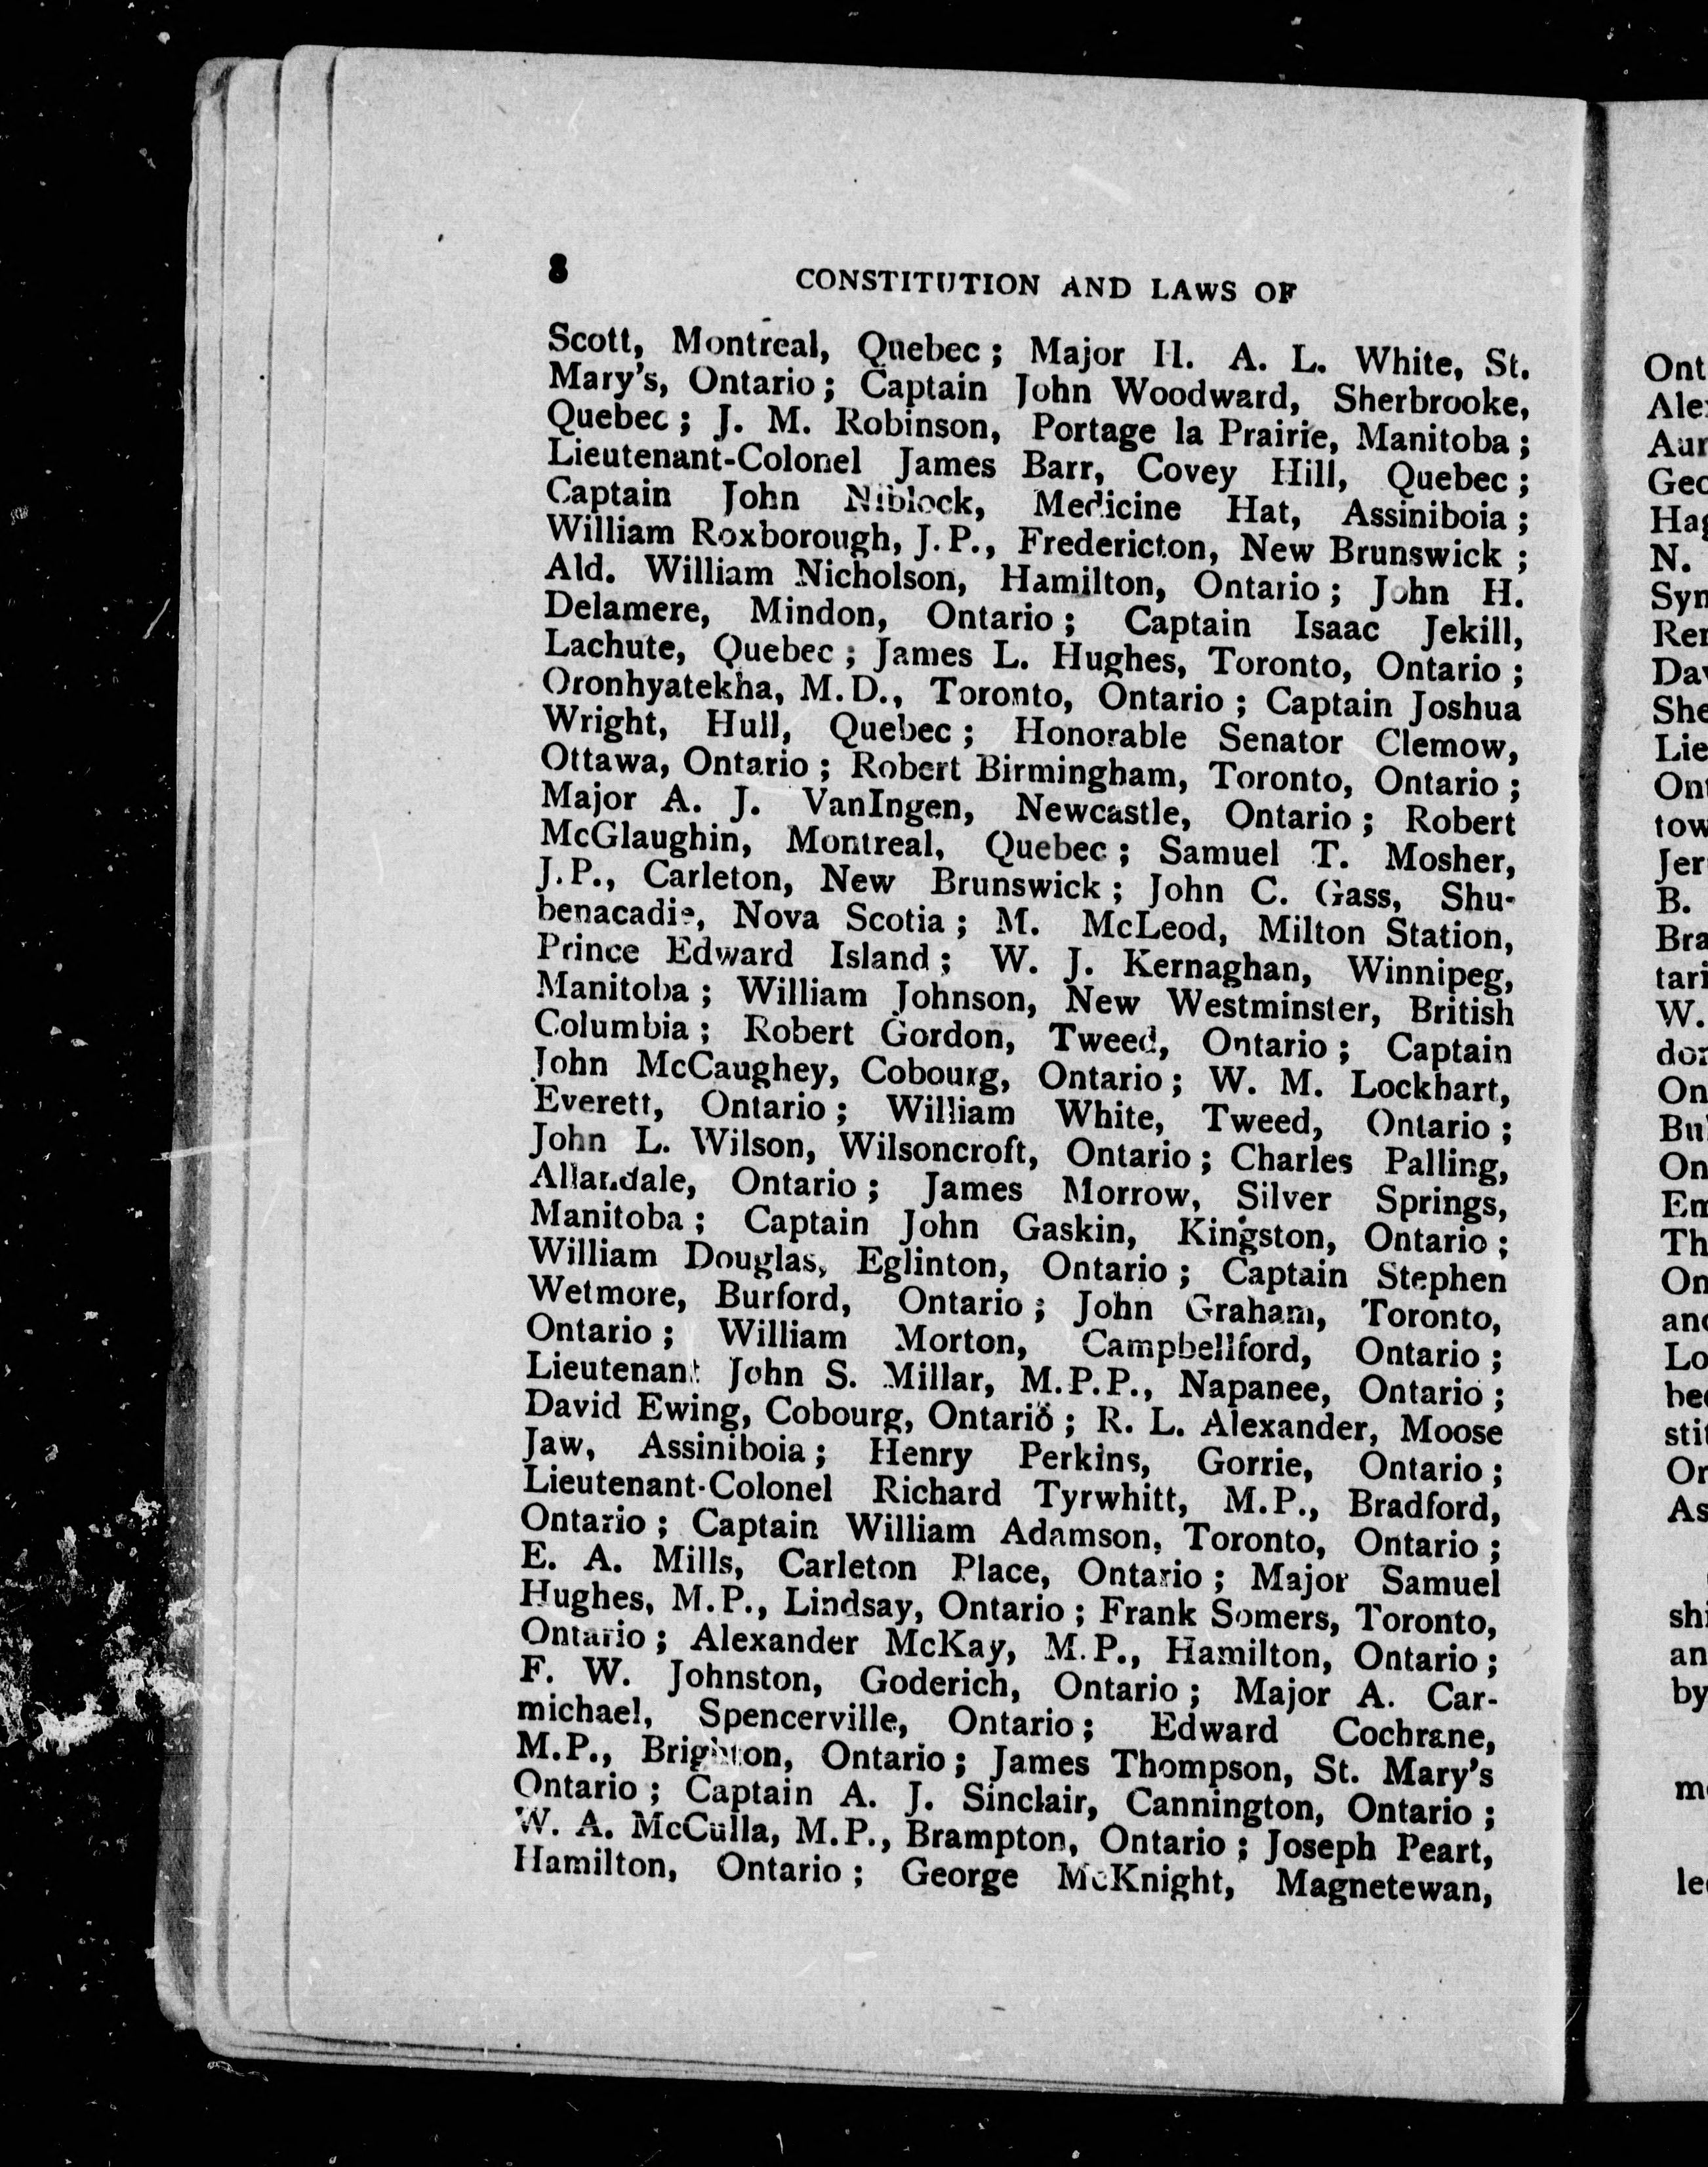 8
CONSTITUTION AND LAWS OF
Scott, Montreal, Quebec; Major H. A. L. White, St.
Mary's, Ontario; Captain John Woodward, Sherbrooke,
Quebec; J. M. Robinson, Portage la Prairie, Manitoba;
Lieutenant-Colonel James Barr, Covey Hill, Quebec;
Captain John Niblock, Medicine Hat, Assiniboia;
William Roxborough, J.P., Fredericton, New Brunswick;
Ald. William Nicholson, Hamilton, Ontario; John H.
Delamere, Mindon, Ontario; Captain Isaac Jekill,
Lachute, Quebec; James L. Hughes, Toronto, Ontario;
Oronhyatekha, M.D., Toronto, Ontario; Captain Joshua
Wright, Hull, Quebec; Honorable Senator Clemow,
Ottawa, Ontario; Robert Birmingham, Toronto, Ontario;
Major A. J. VanIngen, Newcastle, Ontario; Robert
McGlaughin, Montreal, Quebec; Samuel T. Mosher,
J.P., Carleton, New Brunswick; John C. Gass, Shu-
benacadie, Nova Scotia; M. McLeod, Milton Station,
Prince Edward Island; W. J. Kernaghan, Winnipeg,
Manitoba; William Johnson, New Westminster, British
Columbia; Robert Gordon, Tweed, Ontario; Captain
John McCaughey, Cobourg, Ontario; W. M. Lockhart,
Everett, Ontario; William White, Tweed, Ontario;
John L. Wilson, Wilsoncroft, Ontario; Charles Palling,
Allandale, Ontario; James Morrow, Silver Springs,
Manitoba; Captain John Gaskin, Kingston, Ontario;
William Douglas, Eglinton, Ontario; Captain Stephen
Wetmore, Burford, Ontario; John Graham, Toronto,
Ontario; William Morton, Campbellford, Ontario;
Lieutenant John S. Millar, M.P.P., Napanee, Ontario;
David Ewing, Cobourg, Ontario; R. L. Alexander, Moose
Jaw, Assiniboia; Henry Perkins, Gorrie, Ontario;
Lieutenant-Colonel Richard Tyrwhitt, M.P., Bradford,
Ontario; Captain William Adamson, Toronto, Ontario;
E. A. Mills, Carleton Place, Ontario; Major Samuel
Hughes, M.P., Lindsay, Ontario; Frank Somers, Toronto,
Ontario; Alexander McKay, M.P., Hamilton, Ontario;
F. W. Johnston, Goderich, Ontario; Major A. Car-
michael, Spencerville, Ontario; Edward Cochrane,
M.P., Brighton, Ontario; James Thompson, St. Mary's
Ontario; Captain A. J. Sinclair, Cannington, Ontario;
W. A. McCulla, M.P., Brampton, Ontario; Joseph Peart,
Hamilton, Ontario; George McKnight, Magnetewan,